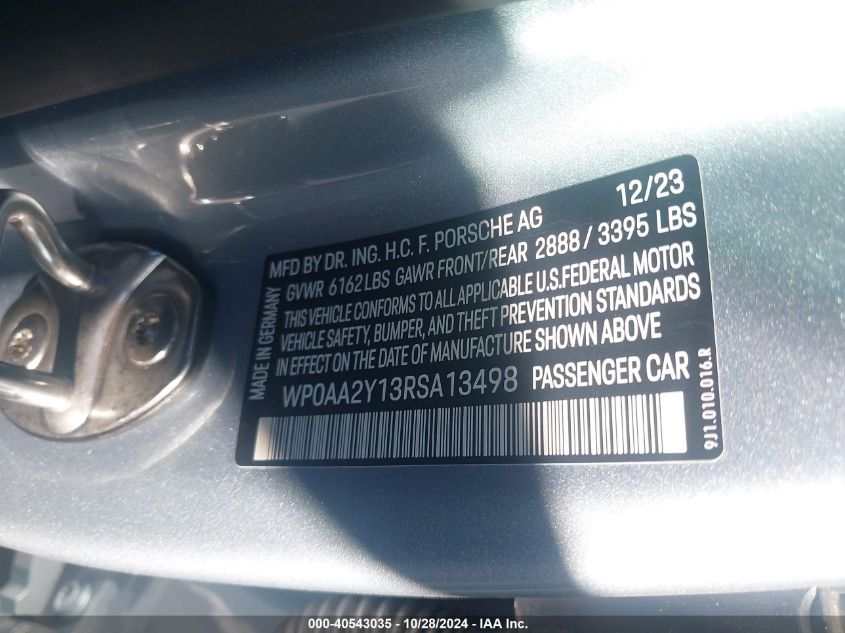 12/23
MFD BY DR. ING. H.C. F. PORSCHE AG
GVWR 6162LBS GAWR FRONT/REAR 2888 / 3395 LBS
THIS VEHICLE CONFORMS TO ALL APPLICABLE U.S.FEDERAL MOTOR
VEHICLE SAFETY, BUMPER, AND THEFT PREVENTION STANDARDS
IN EFFECT ON THE DATE OF MANUFACTURE SHOWN ABOVE
WP0AA2Y13RSA13498 PASSENGER CAR
MADE IN GERMANY
9J1.010.016.R
000-40543035 - 10/28/2024 - IAA Inc.